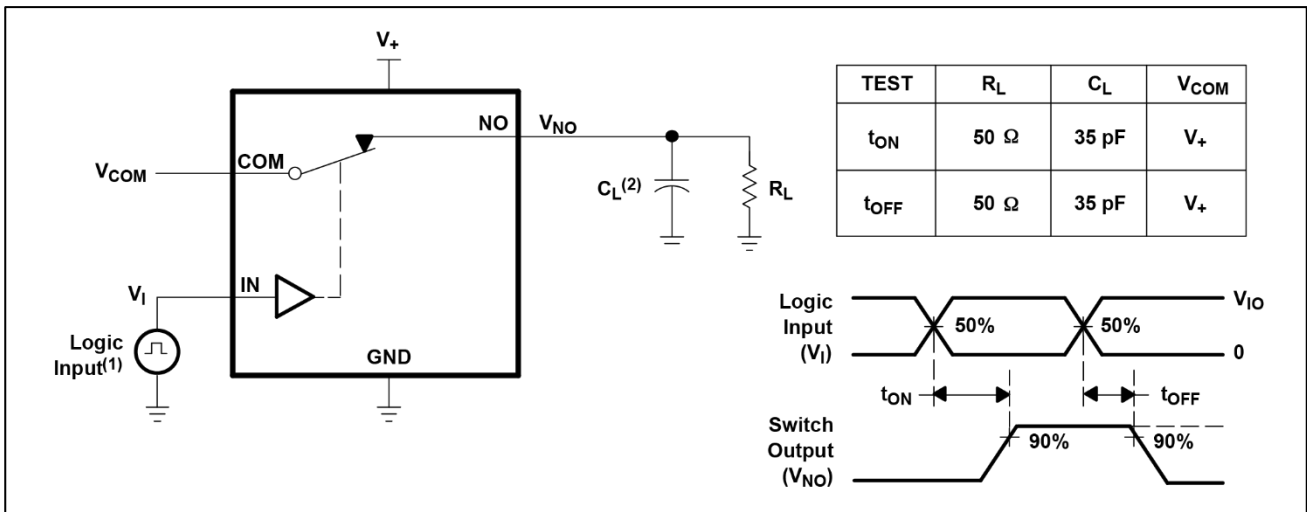 V+
NO
VNO
COM
VCOM
CL(2)
RL
IN
VI
Logic
Input(1)
GND
TEST RL CL VCOM
tON 50 Ω 35 pF V+
tOFF 50 Ω 35 pF V+
Logic
Input
(VI)
50%
50%
VIO
0
tON
tOFF
Switch
Output
(VNO)
90%
90%